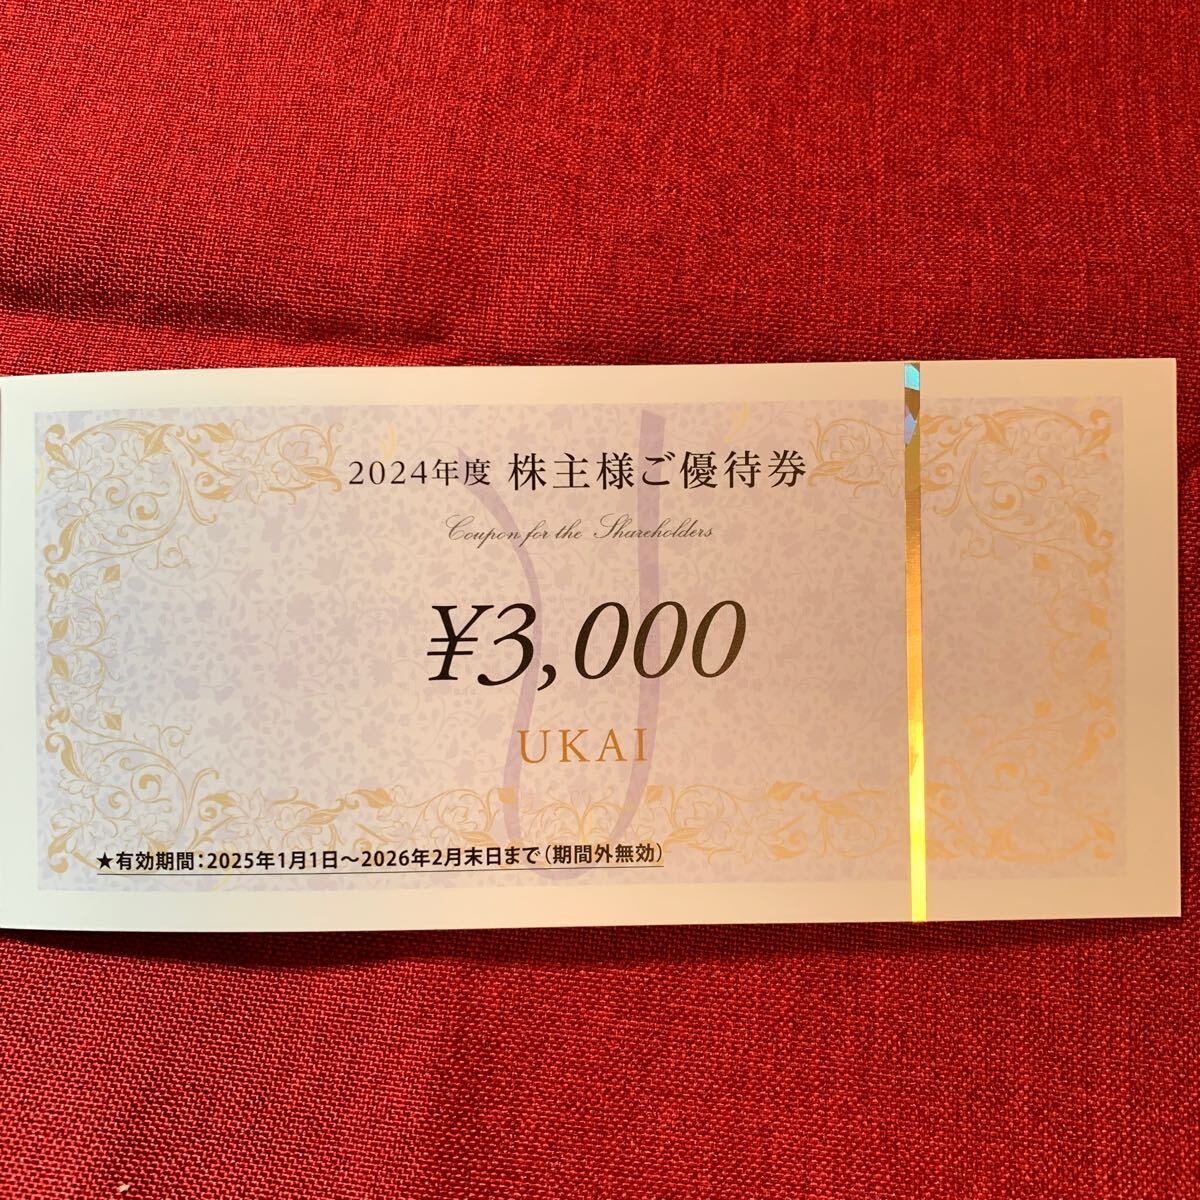 2024年度 株主様ご優待券
Coupon for the Shareholders
¥3,000
UKAI
★有効期間：2025年1月1日～2026年2月末日まで（期間外無効）